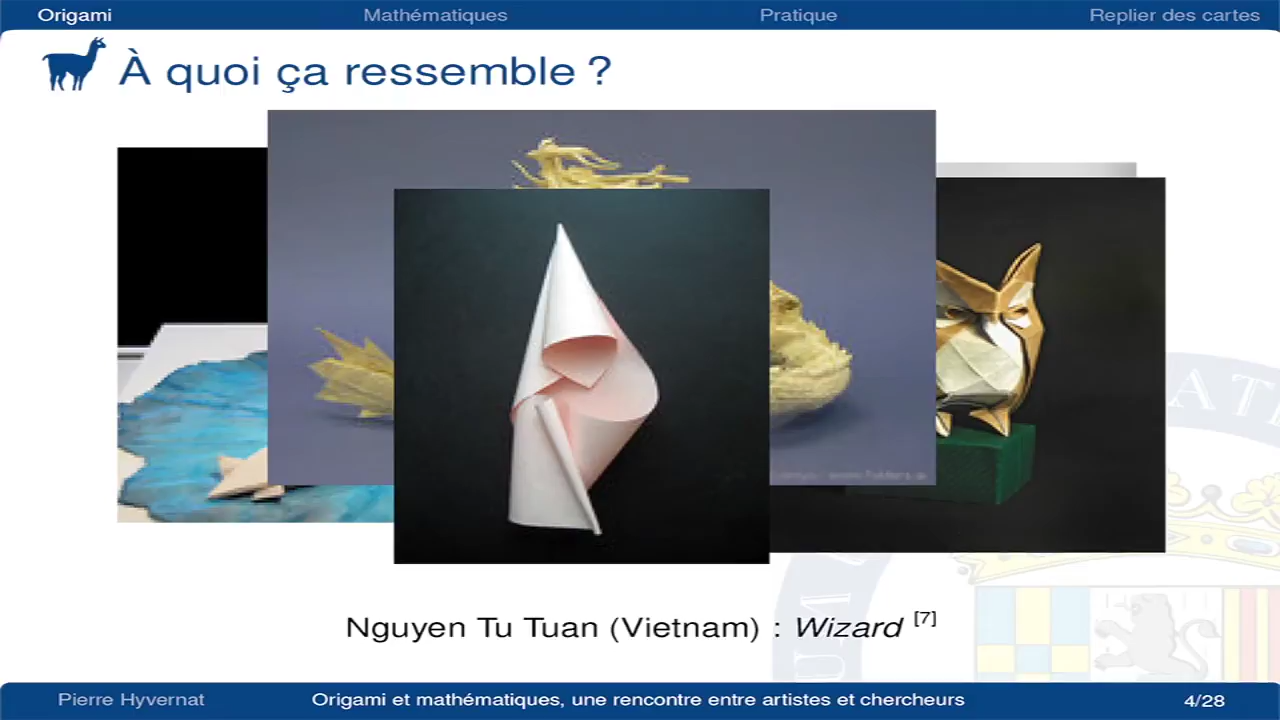 Origami Mathématiques Pratique Replier des cartes
À quoi ça ressemble ?
Nguyen Tu Tuan (Vietnam) : Wizard [7]
Pierre Hyvernat Origami et mathématiques, une rencontre entre artistes et chercheurs 4/28